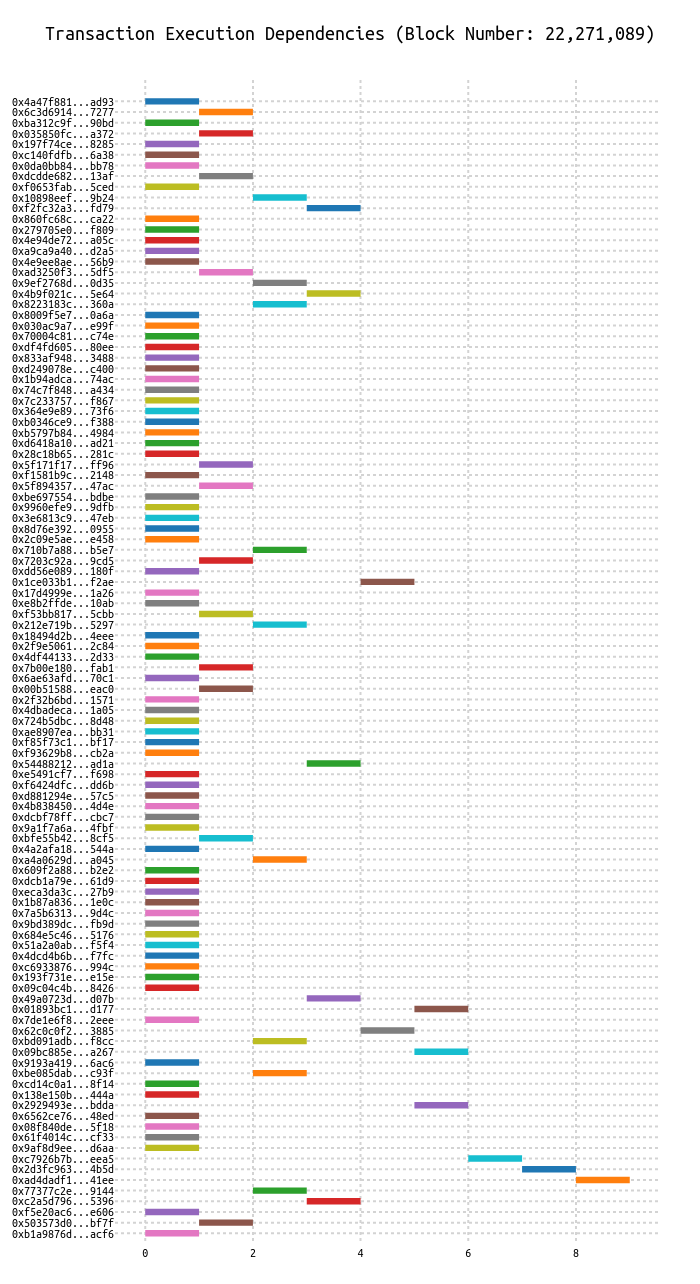 Transaction Execution Dependencies (Block Number: 22,271,089)
0x4a47f881...ad93
0x6c3d6914...7277
0xba312c9f...90bd
0x035850fc...a372
0x197f74ce...8285
0xc140fdfb...6a38
0x0da0bb84...bb78
0xdcdde682...13af
0xf0653fab...5ced
0x10898eef...9b24
0xf2fc32a3...fd79
0x860fc68c...ca22
0x279705e0...f809
0x4e94de72...a05c
0xa9ca9a40...d2a5
0x4e9ee8ae...56b9
0xad3250f3...5df5
0x9ef2768d...0d35
0x4b9f021c...5e64
0x8223183c...360a
0x8009f5e7...0a6a
0x030ac9a7...e99f
0x70004c81...c74e
0xdf4fd605...80ee
0x833af948...3488
0xd249078e...c400
0x1b94adca...74ac
0x74c7f848...a434
0x7c233757...f867
0x364e9e89...73f6
0xb0346ce9...f388
0xb5797b84...4984
0xd6418a10...ad21
0x28c18b65...281c
0x5f171f17...ff96
0xf1581b9c...2148
0x5f894357...47ac
0xbe697554...bdbe
0x9960efe9...9dfb
0x3e6813c9...47eb
0x8d76e392...0955
0x2c09e5ae...e458
0x710b7a88...b5e7
0x7203c92a...9cd5
0xdd56e089...180f
0x1ce033b1...f2ae
0x17d4999e...1a26
0xe8b2ffde...10ab
0xf53bb817...5cbb
0x212e719b...5297
0x18494d2b...4eee
0x2f9e5061...2c84
0x4df44133...2d33
0x7b00e180...fab1
0x6ae63afd...70c1
0x00b51588...eac0
0x2f32b6bd...1571
0x4dbadeca...1a05
0x724b5dbc...8d48
0xae8907ea...bb31
0xf85f73c1...bf17
0xf93629b8...cb2a
0x54488212...ad1a
0xe5491cf7...f698
0xf6424dfc...dd6b
0xd881294e...57c5
0x4b838450...4d4e
0xdcbf78ff...cbc7
0x9a1f7a6a...4fbf
0xbfe55b42...8cf5
0x4a2afa18...544a
0xa4a0629d...a045
0x609f2a88...b2e2
0xdcb1a79e...61d9
0xeca3da3c...27b9
0x1b87a836...1e0c
0x7a5b6313...9d4c
0x9bd389dc...fb9d
0x684e5c46...5176
0x51a2a0ab...f5f4
0x4dcd4b6b...f7fc
0xc6933876...994c
0x193f731e...e15e
0x09c04c4b...8426
0x49a0723d...d07b
0x01893bc1...d177
0x7de1e6f8...2eee
0x62c0c0f2...3885
0xbd091adb...f8cc
0x09bc885e...a267
0x9193a419...6ac6
0xbe085dab...c93f
0xcd14c0a1...8f14
0x138e150b...444a
0x2929493e...bdda
0x6562ce76...48ed
0x08f840de...5f18
0x61f4014c...cf33
0x9af8d9ee...d6aa
0xc7926b7b...eea5
0x2d3fc963...4b5d
0xad4dadf1...41ee
0x77377c2e...9144
0xc2a5d796...5396
0xf5e20ac6...e606
0x503573d0...bf7f
0xb1a9876d...acf6
0 2 4 6 8